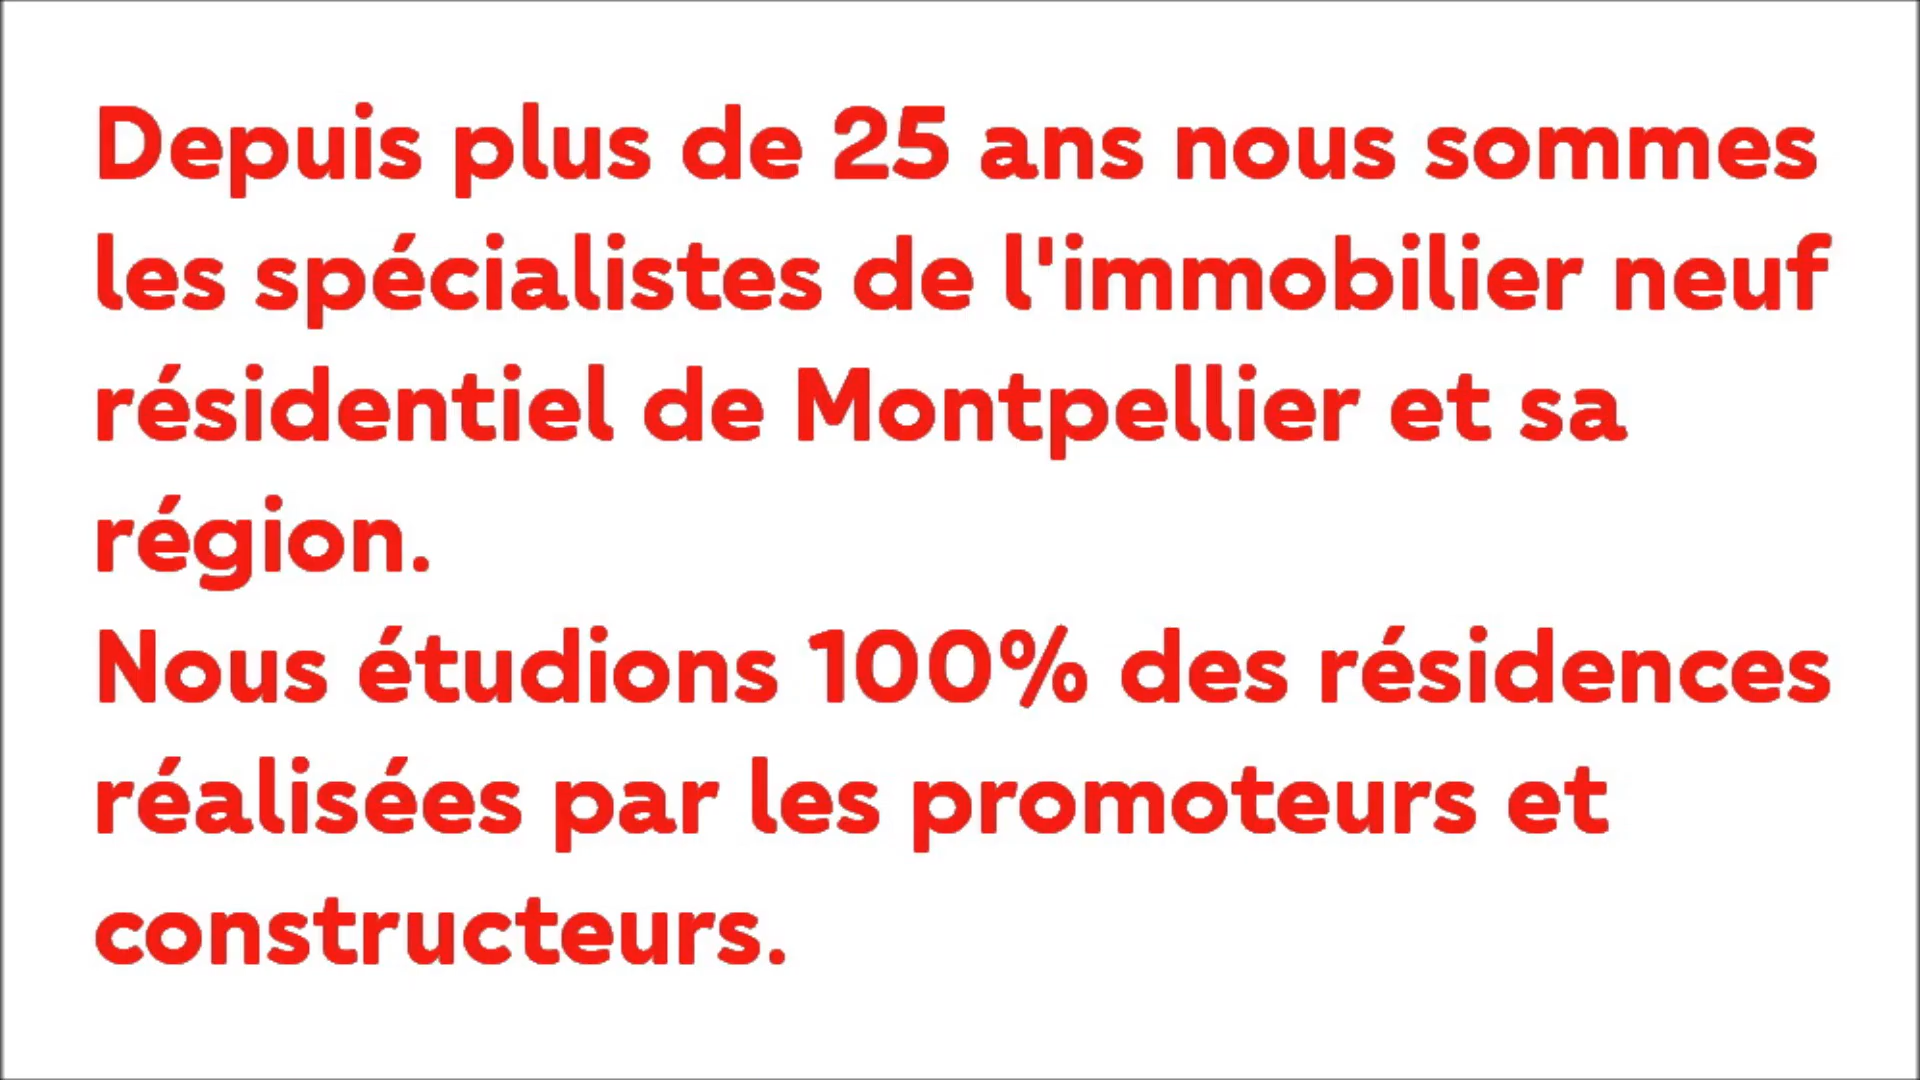 Depuis plus de 25 ans nous sommes
les spécialistes de l'immobilier neuf
résidentiel de Montpellier et sa
région.
Nous étudions 100% des résidences
réalisées par les promoteurs et
constructeurs.